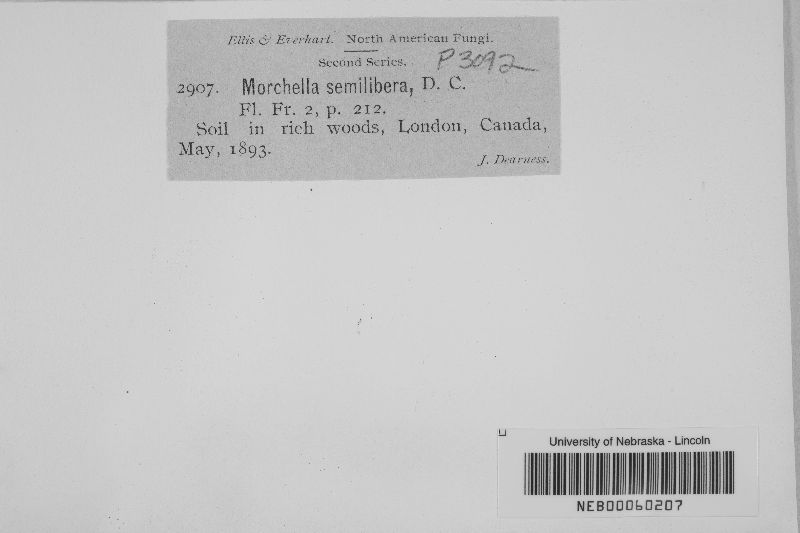 Ellis & Everhart. North American Fungi.
Second Series. P3092
2907. Morchella semilibera, D. C.
Fl. Fr. 2, p. 212.
Soil in rich woods, London, Canada,
May, 1893.
J. Dearness.
University of Nebraska - Lincoln
NEB00060207